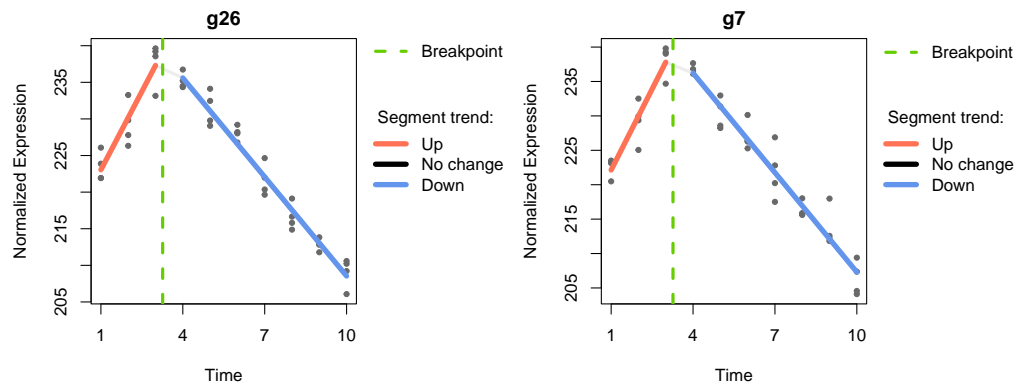 g26
Normalized Expression
205
215
225
235
1
4
7
10
Time
Breakpoint
Segment trend:
Up
No change
Down
g7
Normalized Expression
205
215
225
235
1
4
7
10
Time
Breakpoint
Segment trend:
Up
No change
Down